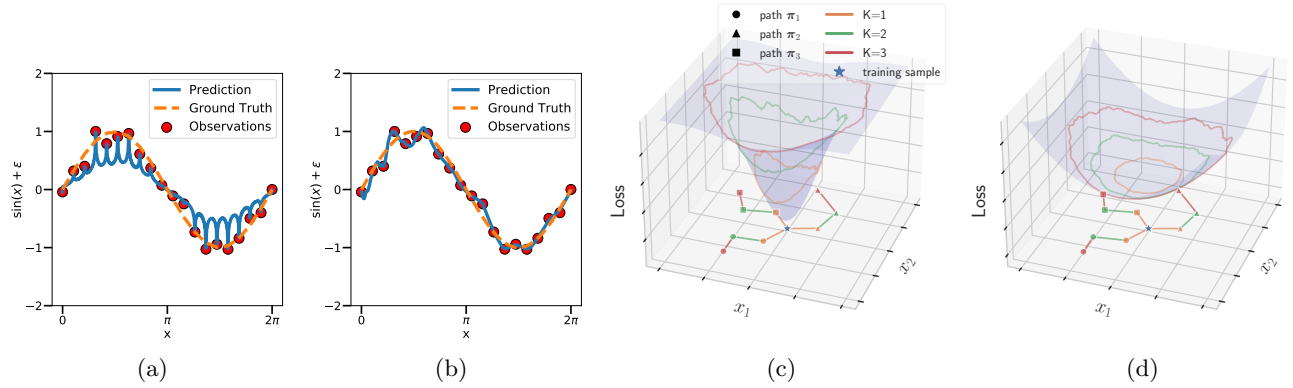 2
1
0
−1
−2
sin(x) + ε
0
π
2π
x
Prediction
Ground Truth
Observations
(a)
2
1
0
−1
−2
sin(x) + ε
0
π
2π
x
Prediction
Ground Truth
Observations
(b)
path π₁
path π₂
path π₃
K=1
K=2
K=3
training sample
Loss
x₁
x₂
(c)
Loss
x₁
x₂
(d)